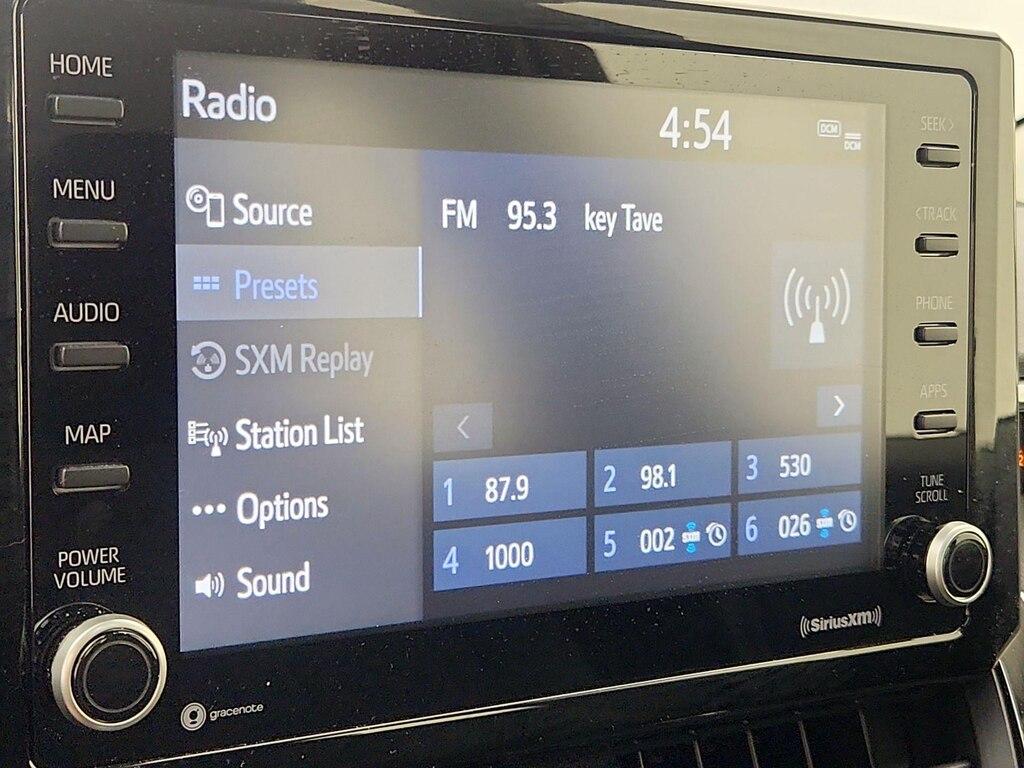 HOME
MENU
AUDIO
MAP
POWER
VOLUME
Radio
4:54
DCM
DCM
Source
Presets
SXM Replay
Station List
Options
Sound
FM 95.3 key Tave
<
>
1 87.9
2 98.1
3 530
4 1000
5 002 sxm
6 026 sxm
SEEK >
< TRACK
PHONE
APPS
TUNE
SCROLL
gracenote
((SiriusXM))